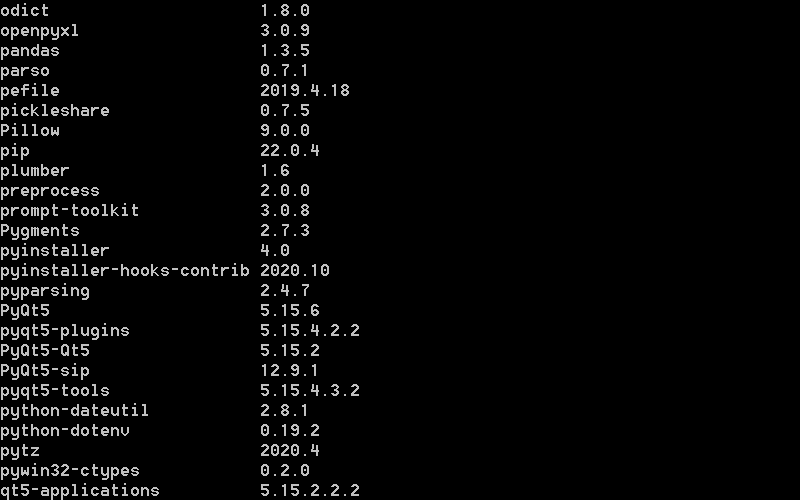 odict 1.8.0
openpyxl 3.0.9
pandas 1.3.5
parso 0.7.1
pefile 2019.4.18
pickleshare 0.7.5
Pillow 9.0.0
pip 22.0.4
plumber 1.6
preprocess 2.0.0
prompt-toolkit 3.0.8
Pygments 2.7.3
pyinstaller 4.0
pyinstaller-hooks-contrib 2020.10
pyparsing 2.4.7
PyQt5 5.15.6
pyqt5-plugins 5.15.4.2.2
PyQt5-Qt5 5.15.2
PyQt5-sip 12.9.1
pyqt5-tools 5.15.4.3.2
python-dateutil 2.8.1
python-dotenv 0.19.2
pytz 2020.4
pywin32-ctypes 0.2.0
qt5-applications 5.15.2.2.2